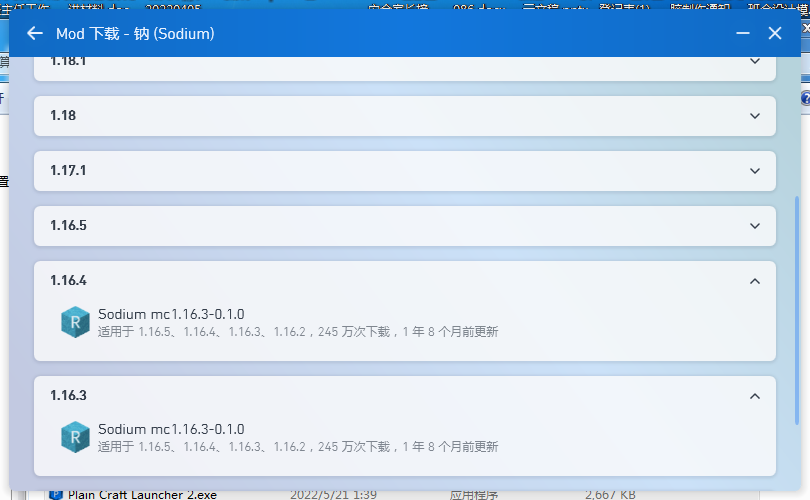 Mod 下载 - 钠 (Sodium)
1.18.1
1.18
1.17.1
1.16.5
1.16.4
R
Sodium mc1.16.3-0.1.0
适用于 1.16.5、1.16.4、1.16.3、1.16.2，245 万次下载，1 年 8 个月前更新
1.16.3
R
Sodium mc1.16.3-0.1.0
适用于 1.16.5、1.16.4、1.16.3、1.16.2，245 万次下载，1 年 8 个月前更新
Plain Craft Launcher 2.exe 2022/5/21 1:39 应用程序 2,667 KB